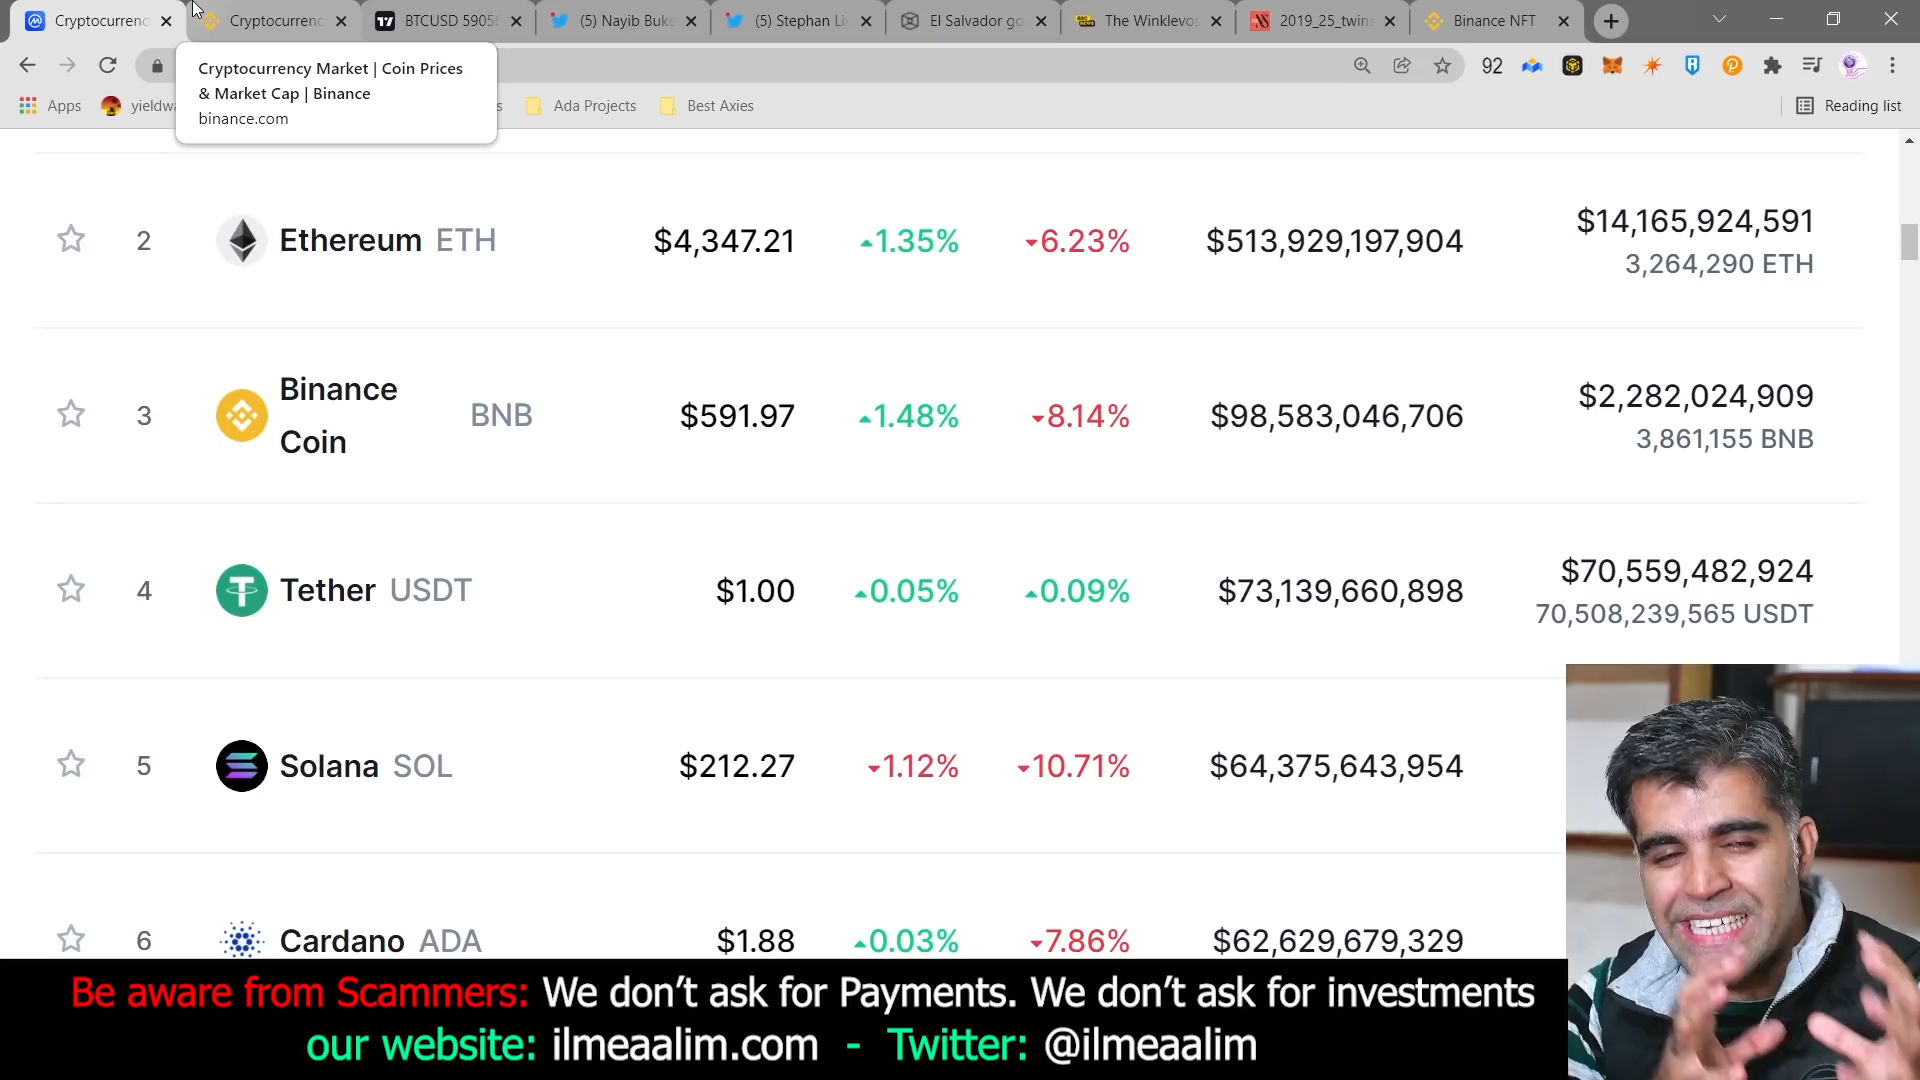 Cryptocurrenc
Cryptocurrenc
BTCUSD 5905
(5) Nayib Buke
(5) Stephan Li
El Salvador go
The Winklevos
2019_25_twins
Binance NFT
Cryptocurrency Market | Coin Prices
& Market Cap | Binance
binance.com
92
Apps
yieldwa
s
Ada Projects
Best Axies
Reading list
2 Ethereum ETH $4,347.21 1.35% 6.23% $513,929,197,904 $14,165,924,591
3,264,290 ETH
3 Binance Coin BNB $591.97 1.48% 8.14% $98,583,046,706 $2,282,024,909
3,861,155 BNB
4 Tether USDT $1.00 0.05% 0.09% $73,139,660,898 $70,559,482,924
70,508,239,565 USDT
5 Solana SOL $212.27 1.12% 10.71% $64,375,643,954
6 Cardano ADA $1.88 0.03% 7.86% $62,629,679,329
Be aware from Scammers: We don't ask for Payments. We don't ask for investments
our website: ilmeaalim.com - Twitter: @ilmeaalim